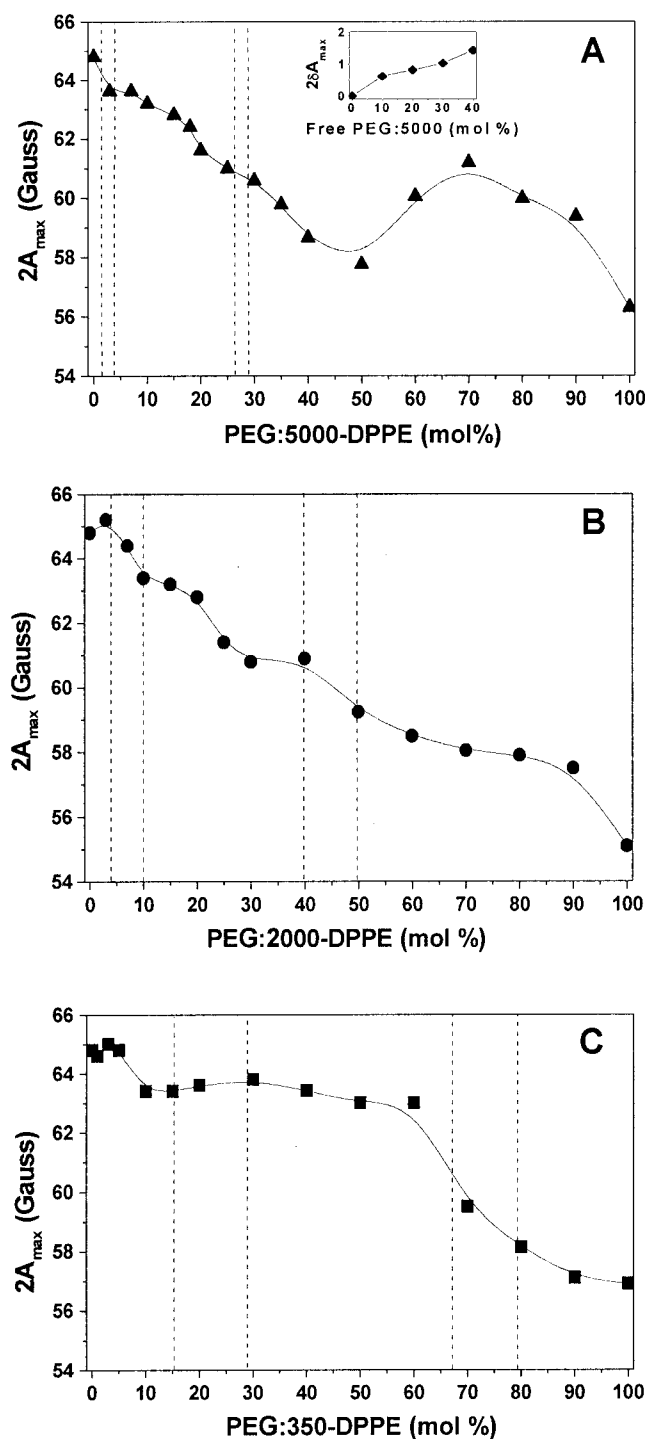 A
2δA_max
2
1
0
0 10 20 30 40
Free PEG:5000 (mol %)
2A_max (Gauss)
66
64
62
60
58
56
54
0 10 20 30 40 50 60 70 80 90 100
PEG:5000-DPPE (mol%)
B
2A_max (Gauss)
66
64
62
60
58
56
54
0 10 20 30 40 50 60 70 80 90 100
PEG:2000-DPPE (mol %)
C
2A_max (Gauss)
66
64
62
60
58
56
54
0 10 20 30 40 50 60 70 80 90 100
PEG:350-DPPE (mol %)